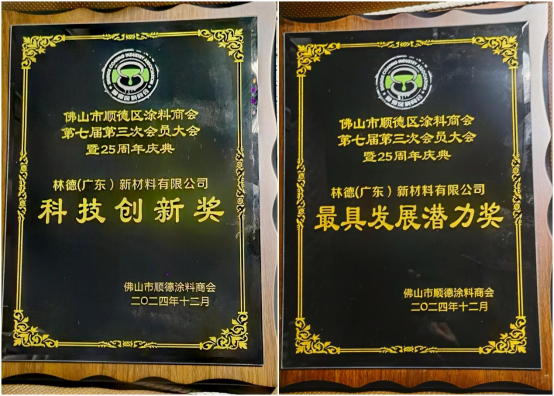 佛山市顺德区涂料商会
第七届第三次会员大会
暨25周年庆典
林德(广东)新材料有限公司
科技创新奖
佛山市顺德涂料商会
二〇二四年十二月
佛山市顺德区涂料商会
第七届第三次会员大会
暨25周年庆典
林德(广东)新材料有限公司
最具发展潜力奖
佛山市顺德涂料商会
二〇二四年十二月